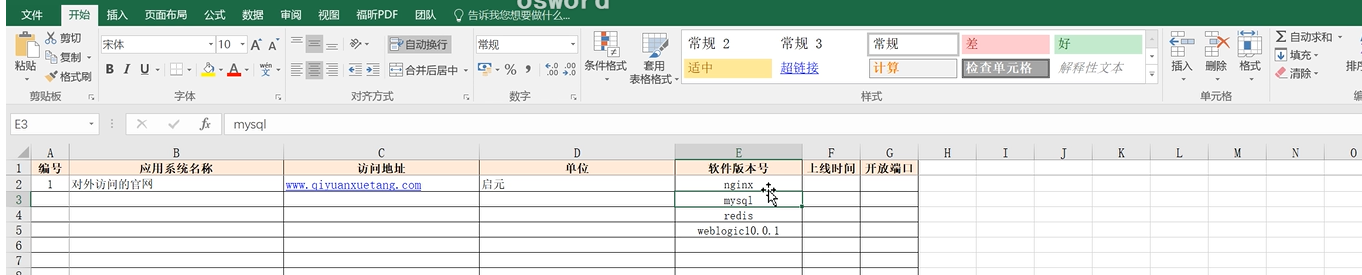 osword
文件 开始 插入 页面布局 公式 数据 审阅 视图 福昕PDF 团队 告诉我您想要做什么...
剪切 宋体 10 A A 自动换行 常规 常规 2 常规 3 常规 差 好 自动求和
复制 填充
粘贴 格式刷 B I U wén 文 合并后居中 % , .0 .00 .00 .0 条件格式 套用 表格格式 适中 超链接 计算 检查单元格 解释性文本 插入 删除 格式 清除
剪贴板 字体 对齐方式 数字 样式 单元格
E3 fx mysql
A B C D E F G H I J K L M N O
1 编号 应用系统名称 访问地址 单位 软件版本号 上线时间 开放端口
2 1 对外访问的官网 www.qiyuanxuetang.com 启元 nginx
3 mysql
4 redis
5 weblogic10.0.1
6
7